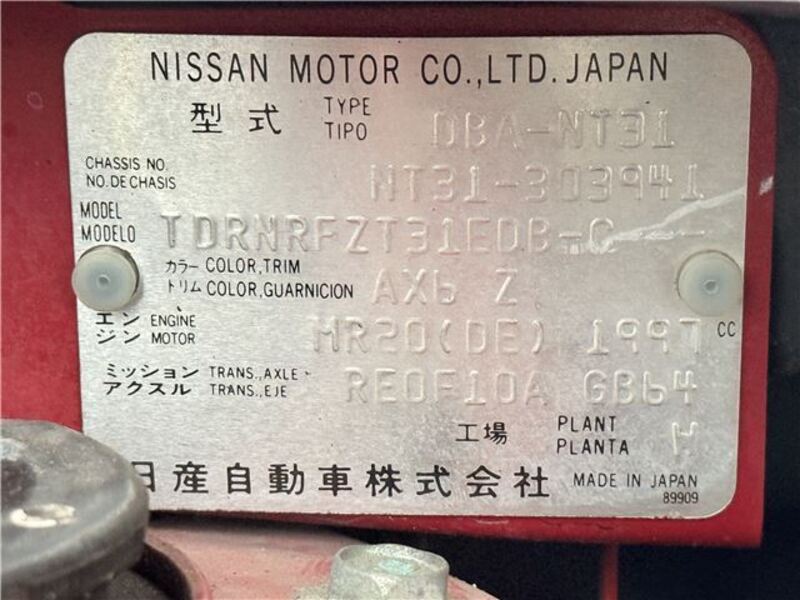 NISSAN MOTOR CO.,LTD. JAPAN
型式 TYPE TIPO DBA-NT31
CHASSIS NO. NO. DE CHASIS NT31-303941
MODEL MODELO TDRNRFZT31EDB-C--
カラー COLOR,TRIM トリム COLOR,GUARNICION AX6 Z
エンジン ENGINE MOTOR MR20(DE) 1997 CC
ミッション TRANS.,AXLE アクスル TRANS.,EJE RE0F10A GB64
工場 PLANT PLANTA H
日産自動車株式会社 MADE IN JAPAN
89909